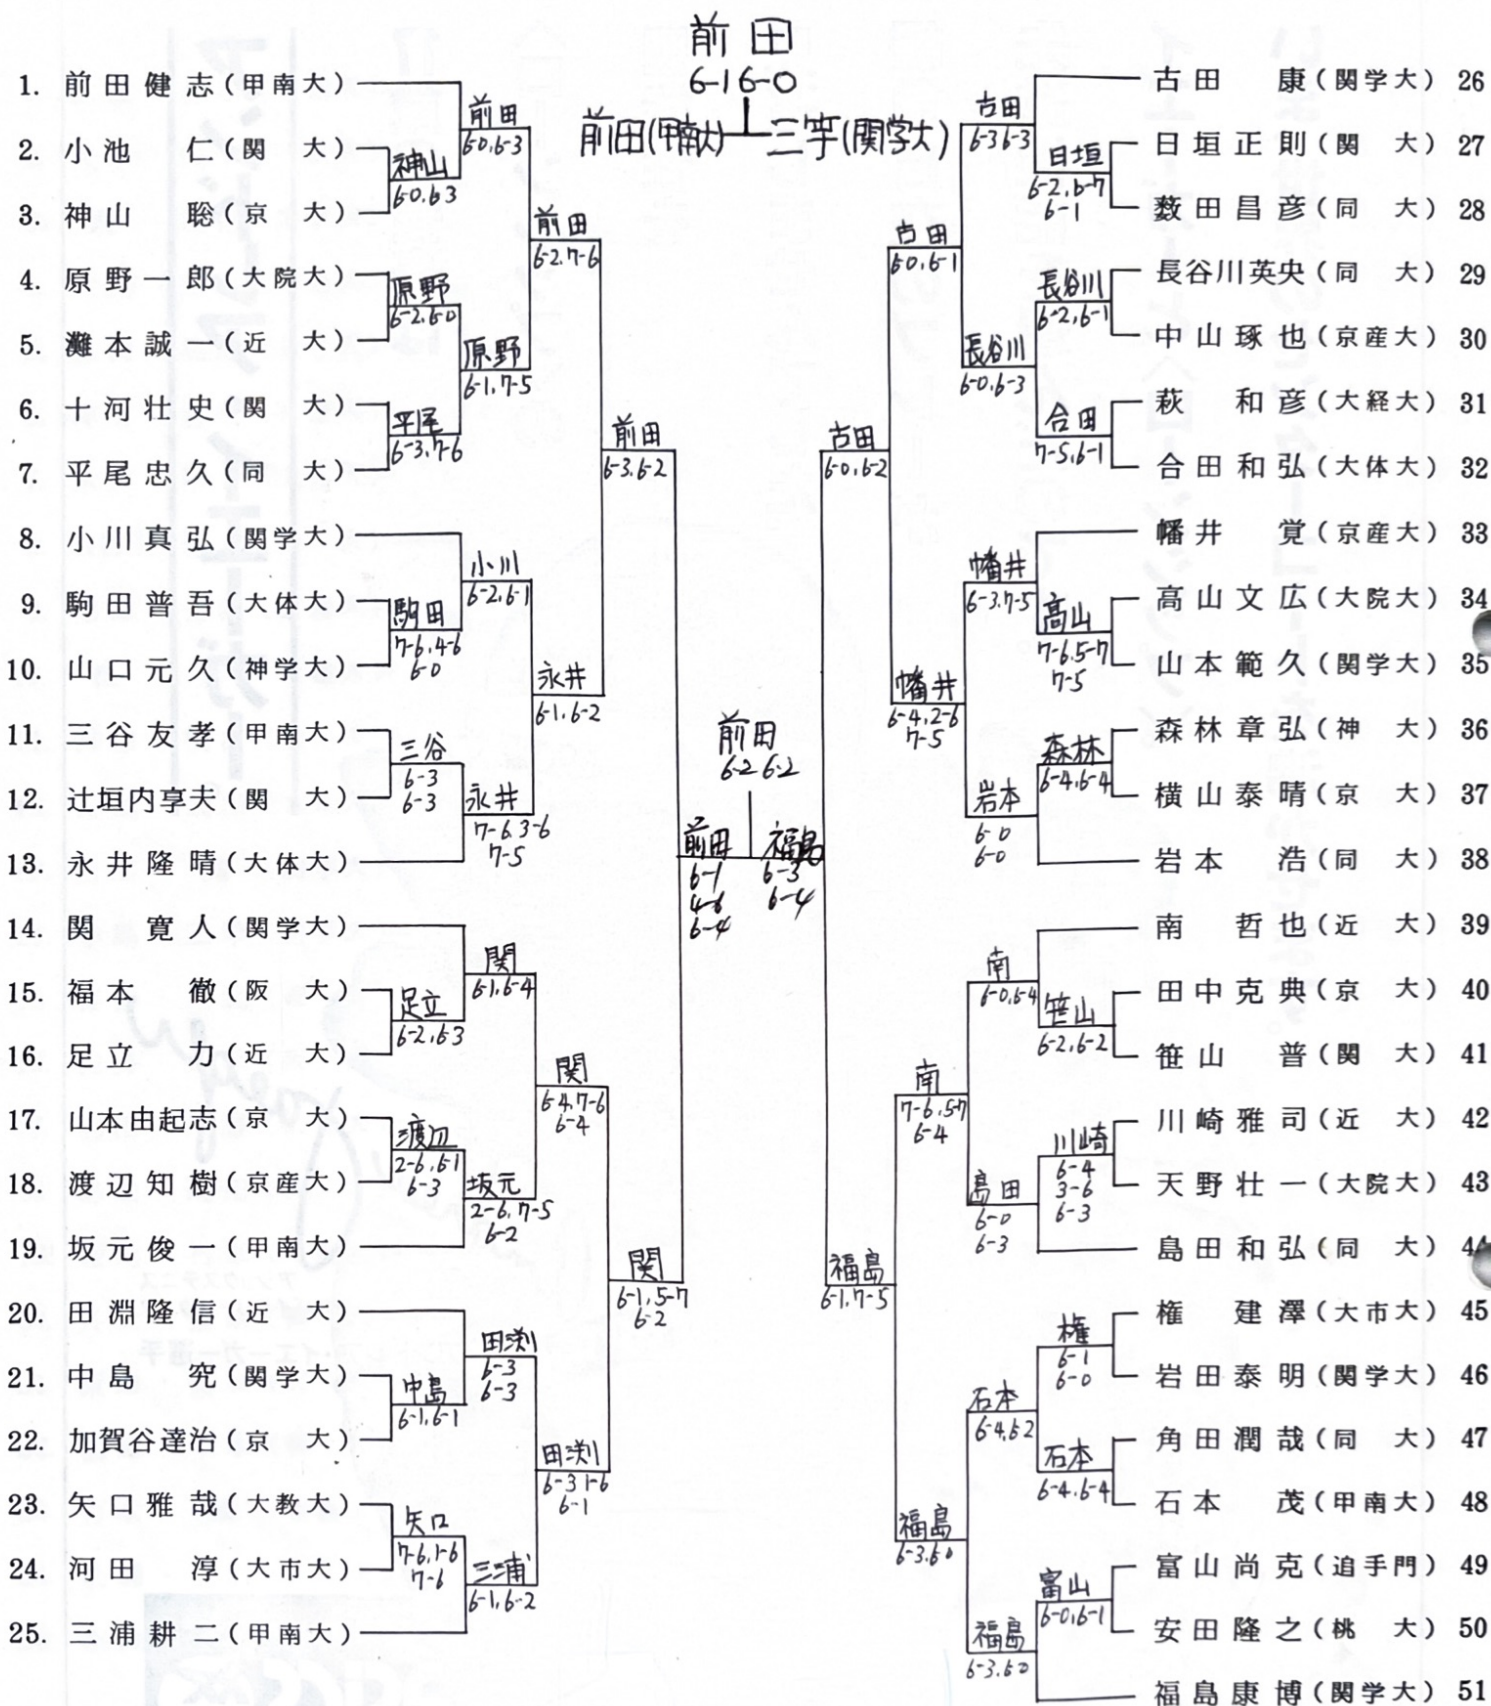 前田
6-1 6-0
前田(甲南大) 三宇(関学大)
1. 前田健志(甲南大)
2. 小池 仁(関 大)
3. 神山 聡(京 大)
4. 原野一郎(大院大)
5. 灘本誠一(近 大)
6. 十河壮史(関 大)
7. 平尾忠久(同 大)
8. 小川真弘(関学大)
9. 駒田普吾(大体大)
10. 山口元久(神学大)
11. 三谷友孝(甲南大)
12. 辻垣内享夫(関 大)
13. 永井隆晴(大体大)
14. 関 寛人(関学大)
15. 福本 徹(阪 大)
16. 足立 力(近 大)
17. 山本由起志(京 大)
18. 渡辺知樹(京産大)
19. 坂元俊一(甲南大)
20. 田淵隆信(近 大)
21. 中島 究(関学大)
22. 加賀谷達治(京 大)
23. 矢口雅哉(大教大)
24. 河田 淳(大市大)
25. 三浦耕二(甲南大)
神山
6-0, 6-3
原野
6-2, 6-0
平尾
6-3, 7-6
駒田
7-6, 4-6
6-0
三谷
6-3
6-3
足立
6-2, 6-3
渡辺
2-6, 6-1
6-3
中島
6-1, 6-1
矢口
7-6, 1-6
7-6
前田
6-0, 6-3
原野
6-1, 7-5
小川
6-2, 6-1
永井
7-6, 3-6
7-5
関
6-1, 6-4
坂元
2-6, 7-5
6-2
田渕
6-3
6-3
三浦
6-1, 6-2
前田
6-2, 7-6
永井
6-1, 6-2
関
6-4, 7-6
6-4
田渕
6-3 1-6
6-1
前田
6-3, 6-2
関
6-1, 5-7
6-2
前田
6-2 6-2
前田
6-1
4-6
6-4
福島
6-3
6-4
古田
6-0, 6-2
福島
6-1, 7-5
古田
6-0, 6-1
幡井
6-4, 2-6
7-5
南
7-6, 5-7
6-4
福島
6-3, 6-0
古田
6-3 6-3
長谷川
6-0, 6-3
幡井
6-3, 7-5
岩本
6-0
6-0
南
6-0, 6-4
島田
6-0
6-3
石本
6-4, 6-2
福島
6-3, 6-0
日垣
6-2, 6-7
6-1
長谷川
6-2, 6-1
合田
7-5, 6-1
高山
7-6, 5-7
7-5
森林
6-4, 6-4
笹山
6-2, 6-2
川崎
6-4
3-6
6-3
権
6-1
6-0
石本
6-4, 6-4
富山
6-0, 6-1
古田 康(関学大) 26
日垣正則(関 大) 27
薮田昌彦(同 大) 28
長谷川英央(同 大) 29
中山琢也(京産大) 30
萩 和彦(大経大) 31
合田和弘(大体大) 32
幡井 覚(京産大) 33
高山文広(大院大) 34
山本範久(関学大) 35
森林章弘(神 大) 36
横山泰晴(京 大) 37
岩本 浩(同 大) 38
南 哲也(近 大) 39
田中克典(京 大) 40
笹山 普(関 大) 41
川崎雅司(近 大) 42
天野壮一(大院大) 43
島田和弘(同 大) 44
権 建澤(大市大) 45
岩田泰明(関学大) 46
角田潤哉(同 大) 47
石本 茂(甲南大) 48
富山尚克(追手門) 49
安田隆之(桃 大) 50
福島康博(関学大) 51